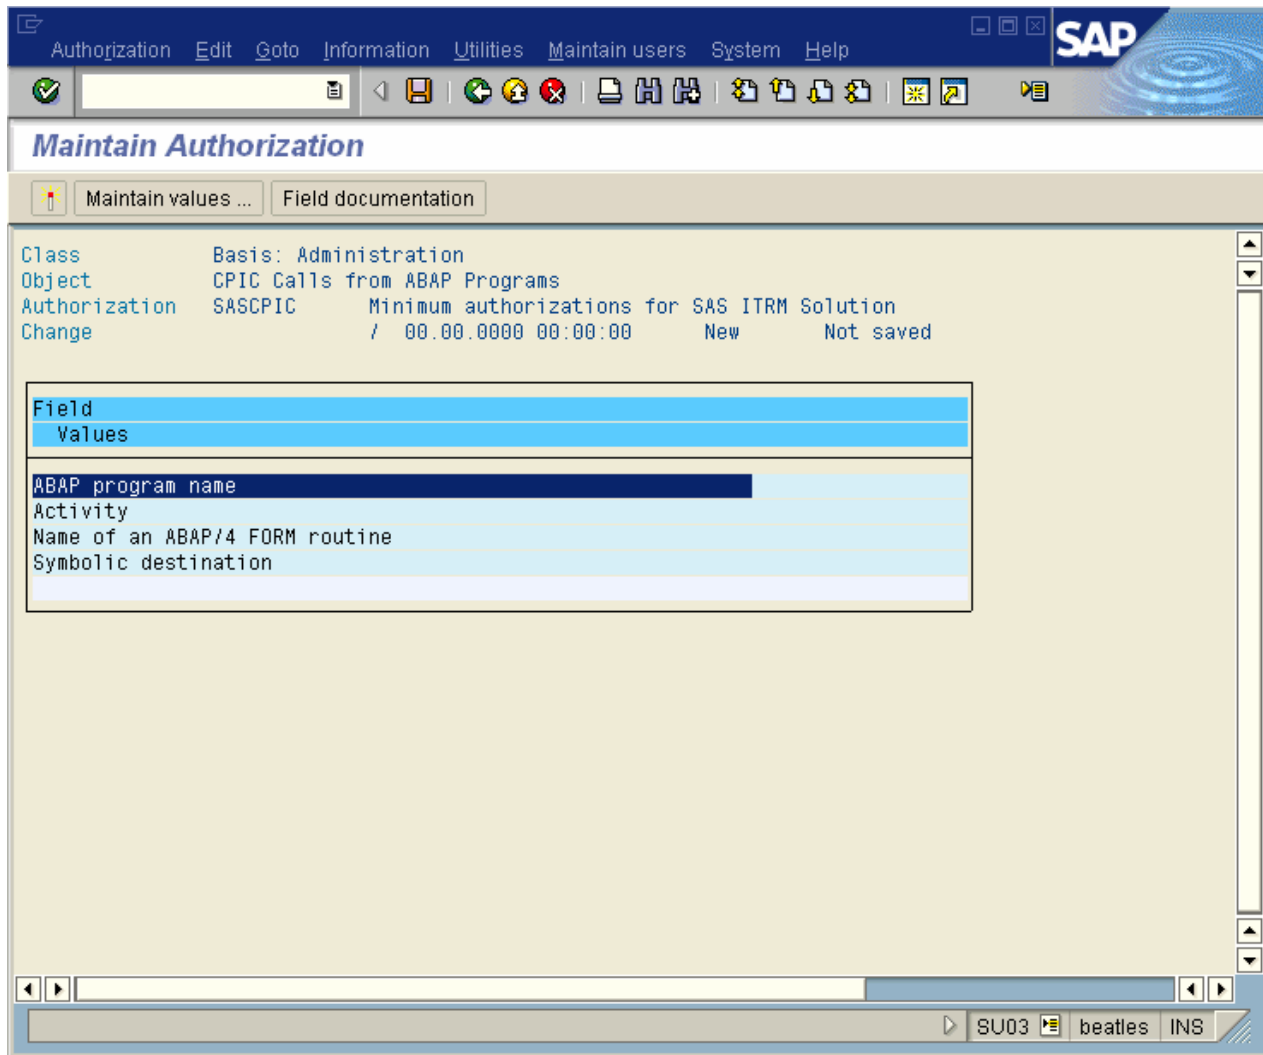 Authorization Edit Goto Information Utilities Maintain users System Help
SAP
Maintain Authorization
Maintain values ... Field documentation
Class Basis: Administration
Object CPIC Calls from ABAP Programs
Authorization SASCPIC Minimum authorizations for SAS ITRM Solution
Change / 00.00.0000 00:00:00 New Not saved
Field
Values
ABAP program name
Activity
Name of an ABAP/4 FORM routine
Symbolic destination
SU03 beatles INS